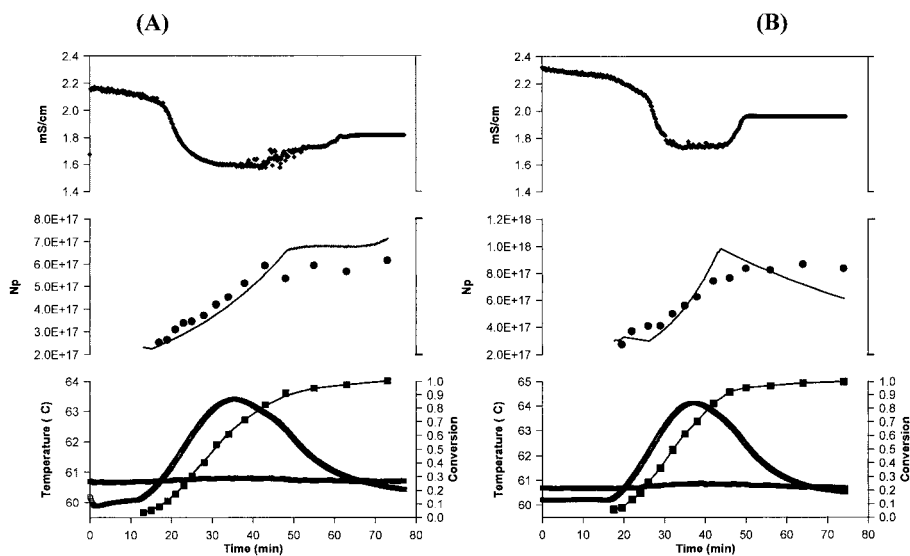 (A) (B)
2.4 2.4
2.2 2.2
2.0 2.0
1.8 1.8
1.6 1.6
1.4 1.4
mS/cm mS/cm
8.0E+17 1.2E+18
7.0E+17 1.0E+18
6.0E+17 8.0E+17
5.0E+17 6.0E+17
4.0E+17 4.0E+17
3.0E+17 2.0E+17
2.0E+17
Np Np
64 1.0 65 1.0
0.9 0.9
63 0.8 64 0.8
0.7 0.7
62 0.6 63 0.6
0.5 0.5
61 0.4 62 0.4
0.3 0.3
60 0.2 61 0.2
0.1 60 0.1
0.0 0.0
Temperature ( C) Conversion Temperature ( C) Conversion
0 10 20 30 40 50 60 70 80 0 10 20 30 40 50 60 70 80
Time (min) Time (min)